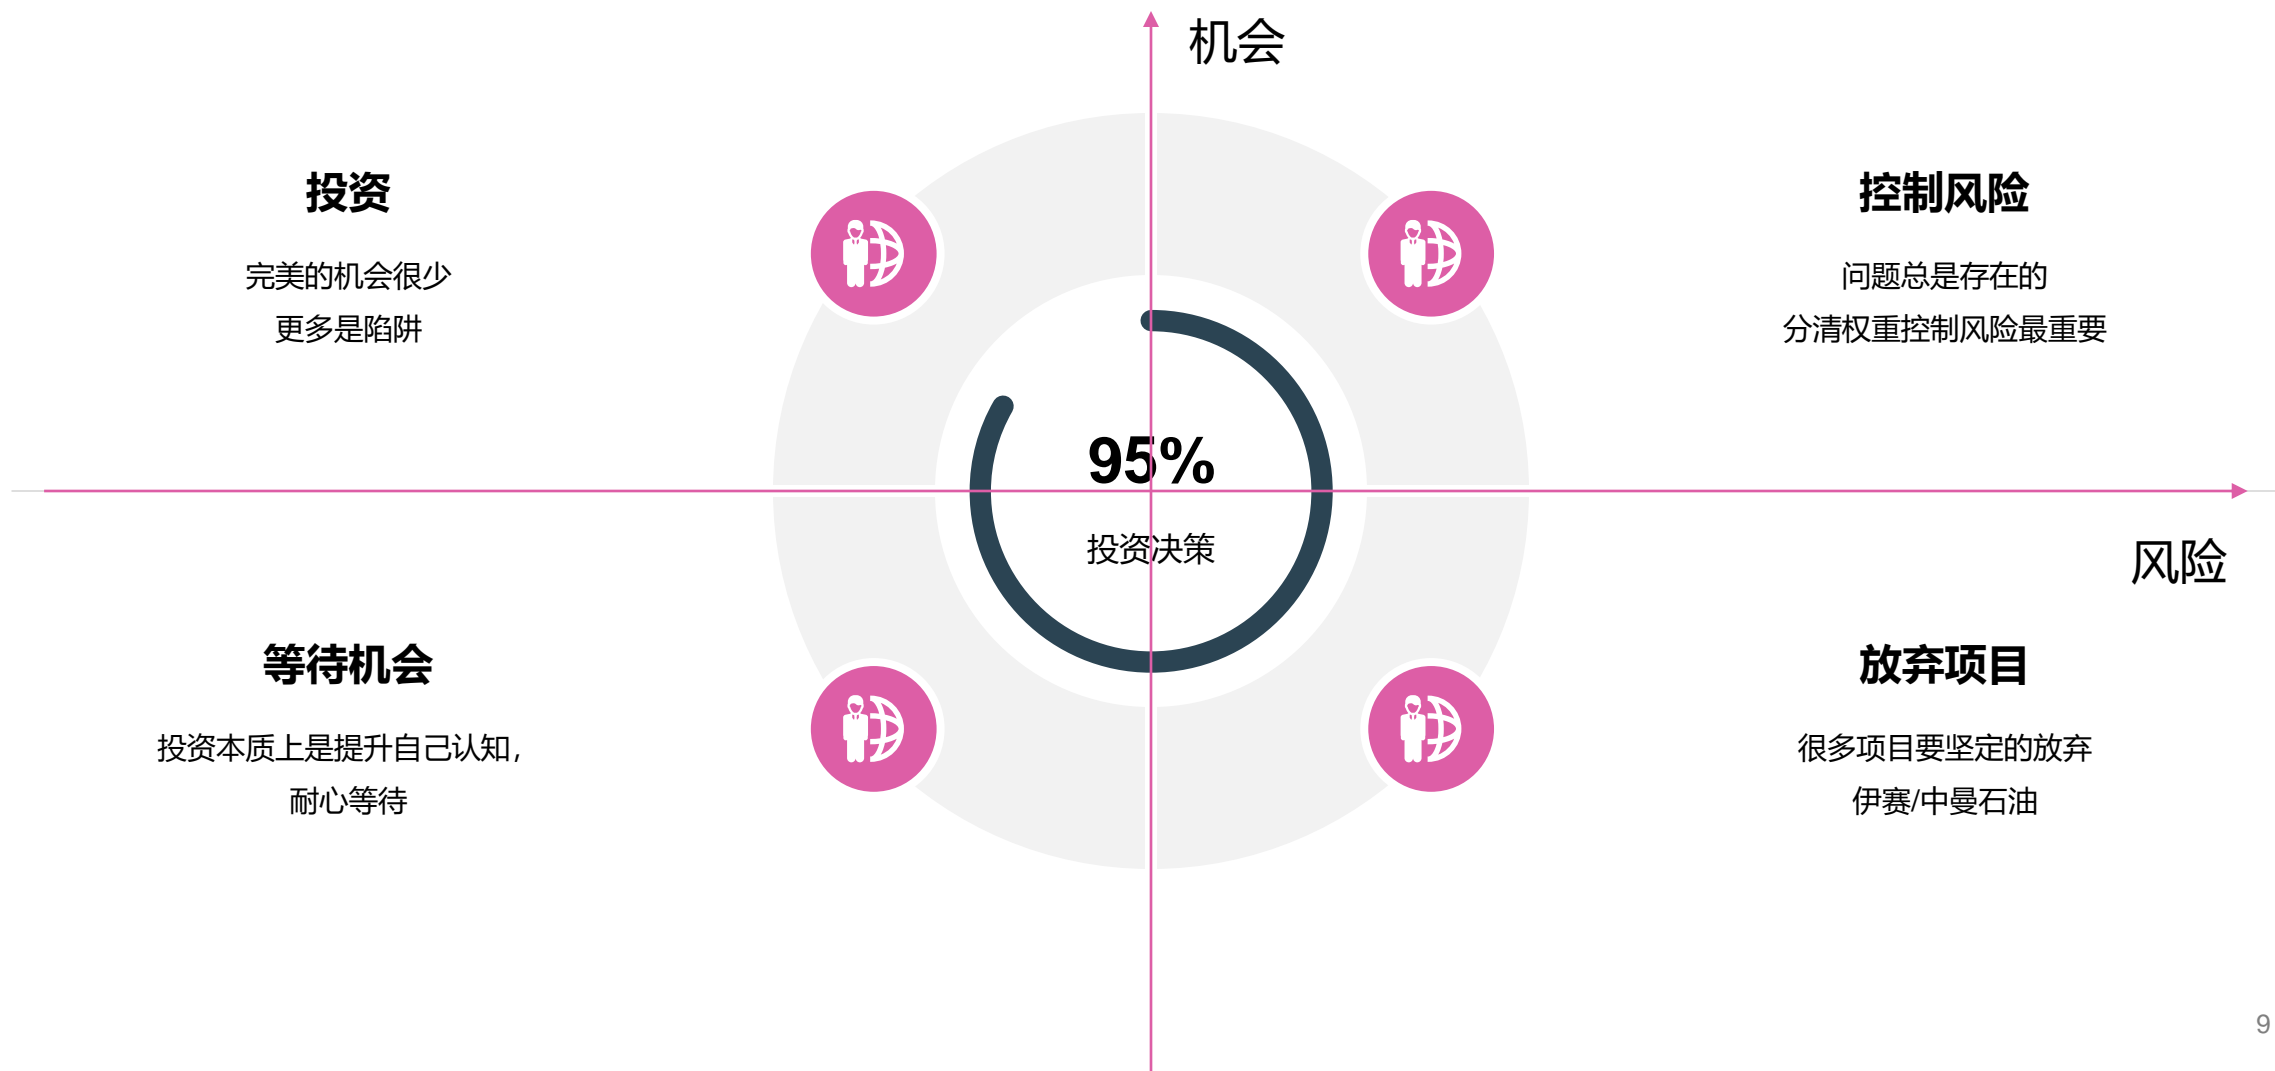 机会
投资
完美的机会很少
更多是陷阱
控制风险
问题总是存在的
分清权重控制风险最重要
95%
投资决策
风险
等待机会
投资本质上是提升自己认知，
耐心等待
放弃项目
很多项目要坚定的放弃
伊赛/中曼石油
9